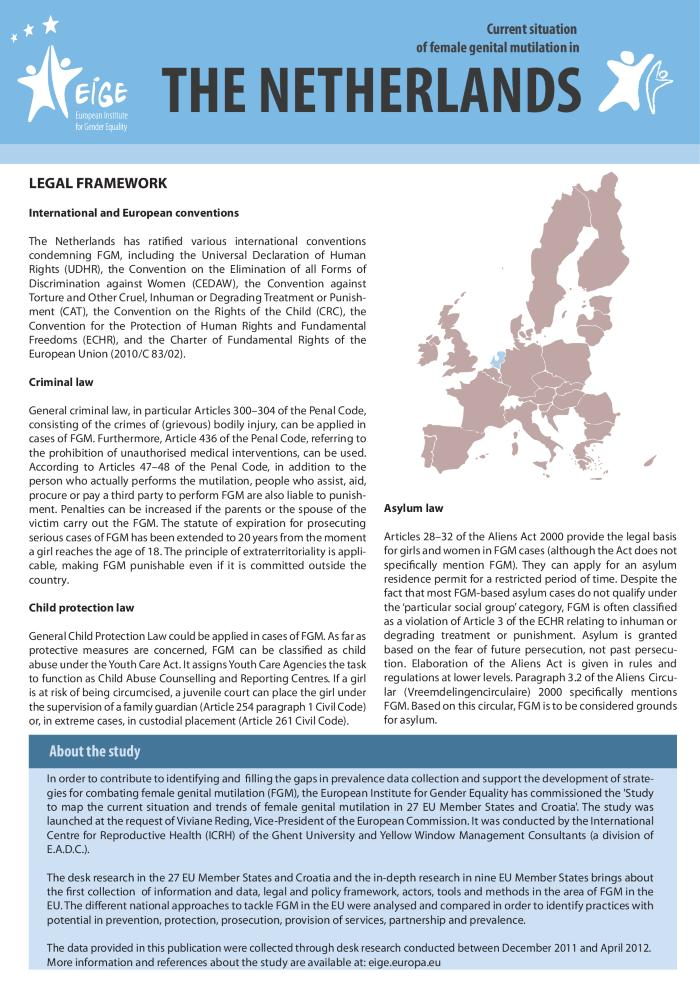 Current situation
of female genital mutilation in
THE NETHERLANDS
EIGE
European Institute
for Gender Equality
LEGAL FRAMEWORK
International and European conventions
The Netherlands has ratified various international conventions
condemning FGM, including the Universal Declaration of Human
Rights (UDHR), the Convention on the Elimination of all Forms of
Discrimination against Women (CEDAW), the Convention against
Torture and Other Cruel, Inhuman or Degrading Treatment or Punish-
ment (CAT), the Convention on the Rights of the Child (CRC), the
Convention for the Protection of Human Rights and Fundamental
Freedoms (ECHR), and the Charter of Fundamental Rights of the
European Union (2010/C 83/02).
Criminal law
General criminal law, in particular Articles 300–304 of the Penal Code,
consisting of the crimes of (grievous) bodily injury, can be applied in
cases of FGM. Furthermore, Article 436 of the Penal Code, referring to
the prohibition of unauthorised medical interventions, can be used.
According to Articles 47–48 of the Penal Code, in addition to the
person who actually performs the mutilation, people who assist, aid,
procure or pay a third party to perform FGM are also liable to punish-
ment. Penalties can be increased if the parents or the spouse of the
victim carry out the FGM. The statute of expiration for prosecuting
serious cases of FGM has been extended to 20 years from the moment
a girl reaches the age of 18. The principle of extraterritoriality is appli-
cable, making FGM punishable even if it is committed outside the
country.
Child protection law
General Child Protection Law could be applied in cases of FGM. As far as
protective measures are concerned, FGM can be classified as child
abuse under the Youth Care Act. It assigns Youth Care Agencies the task
to function as Child Abuse Counselling and Reporting Centres. If a girl
is at risk of being circumcised, a juvenile court can place the girl under
the supervision of a family guardian (Article 254 paragraph 1 Civil Code)
or, in extreme cases, in custodial placement (Article 261 Civil Code).
Asylum law
Articles 28–32 of the Aliens Act 2000 provide the legal basis
for girls and women in FGM cases (although the Act does not
specifically mention FGM). They can apply for an asylum
residence permit for a restricted period of time. Despite the
fact that most FGM-based asylum cases do not qualify under
the 'particular social group' category, FGM is often classified
as a violation of Article 3 of the ECHR relating to inhuman or
degrading treatment or punishment. Asylum is granted
based on the fear of future persecution, not past persecu-
tion. Elaboration of the Aliens Act is given in rules and
regulations at lower levels. Paragraph 3.2 of the Aliens Circu-
lar (Vreemdelingencirculaire) 2000 specifically mentions
FGM. Based on this circular, FGM is to be considered grounds
for asylum.
About the study
In order to contribute to identifying and filling the gaps in prevalence data collection and support the development of strate-
gies for combating female genital mutilation (FGM), the European Institute for Gender Equality has commissioned the 'Study
to map the current situation and trends of female genital mutilation in 27 EU Member States and Croatia'. The study was
launched at the request of Viviane Reding, Vice-President of the European Commission. It was conducted by the International
Centre for Reproductive Health (ICRH) of the Ghent University and Yellow Window Management Consultants (a division of
E.A.D.C.).
The desk research in the 27 EU Member States and Croatia and the in-depth research in nine EU Member States brings about
the first collection of information and data, legal and policy framework, actors, tools and methods in the area of FGM in the
EU. The different national approaches to tackle FGM in the EU were analysed and compared in order to identify practices with
potential in prevention, protection, prosecution, provision of services, partnership and prevalence.
The data provided in this publication were collected through desk research conducted between December 2011 and April 2012.
More information and references about the study are available at: eige.europa.eu